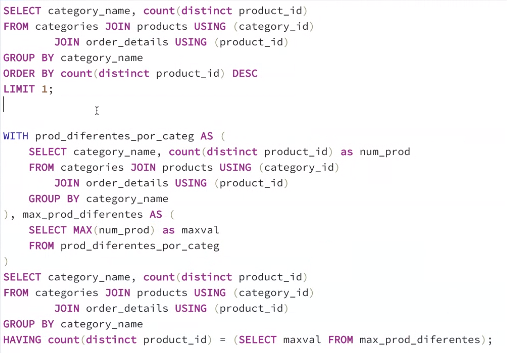 SELECT category_name, count(distinct product_id)
FROM categories JOIN products USING (category_id)
        JOIN order_details USING (product_id)
GROUP BY category_name
ORDER BY count(distinct product_id) DESC
LIMIT 1;
WITH prod_diferentes_por_categ AS (
    SELECT category_name, count(distinct product_id) as num_prod
    FROM categories JOIN products USING (category_id)
        JOIN order_details USING (product_id)
    GROUP BY category_name
), max_prod_diferentes AS (
    SELECT MAX(num_prod) as maxval
    FROM prod_diferentes_por_categ
)
SELECT category_name, count(distinct product_id)
FROM categories JOIN products USING (category_id)
        JOIN order_details USING (product_id)
GROUP BY category_name
HAVING count(distinct product_id) = (SELECT maxval FROM max_prod_diferentes);